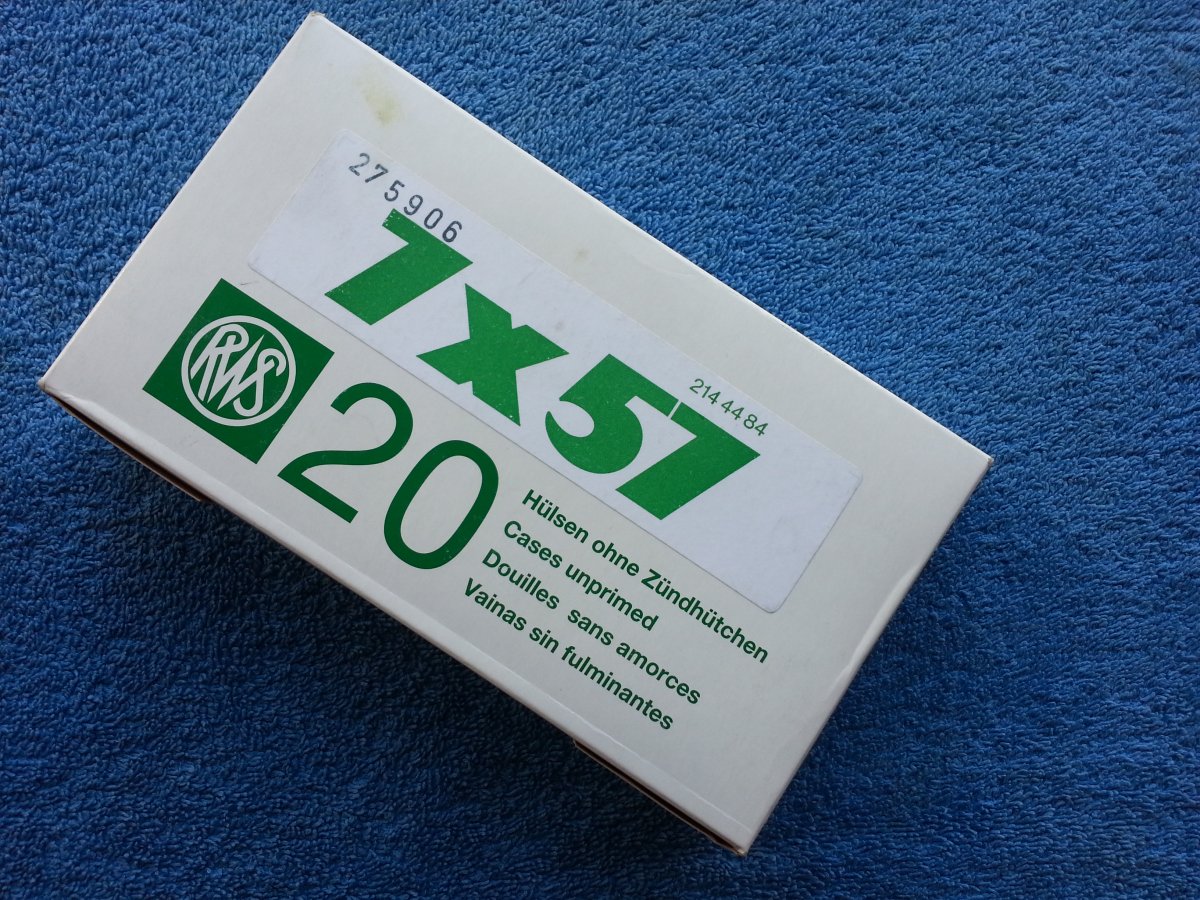 275906
7x57
2144484
RWS
20
Hülsen ohne Zündhütchen
Cases unprimed
Douilles sans amorces
Vainas sin fulminantes